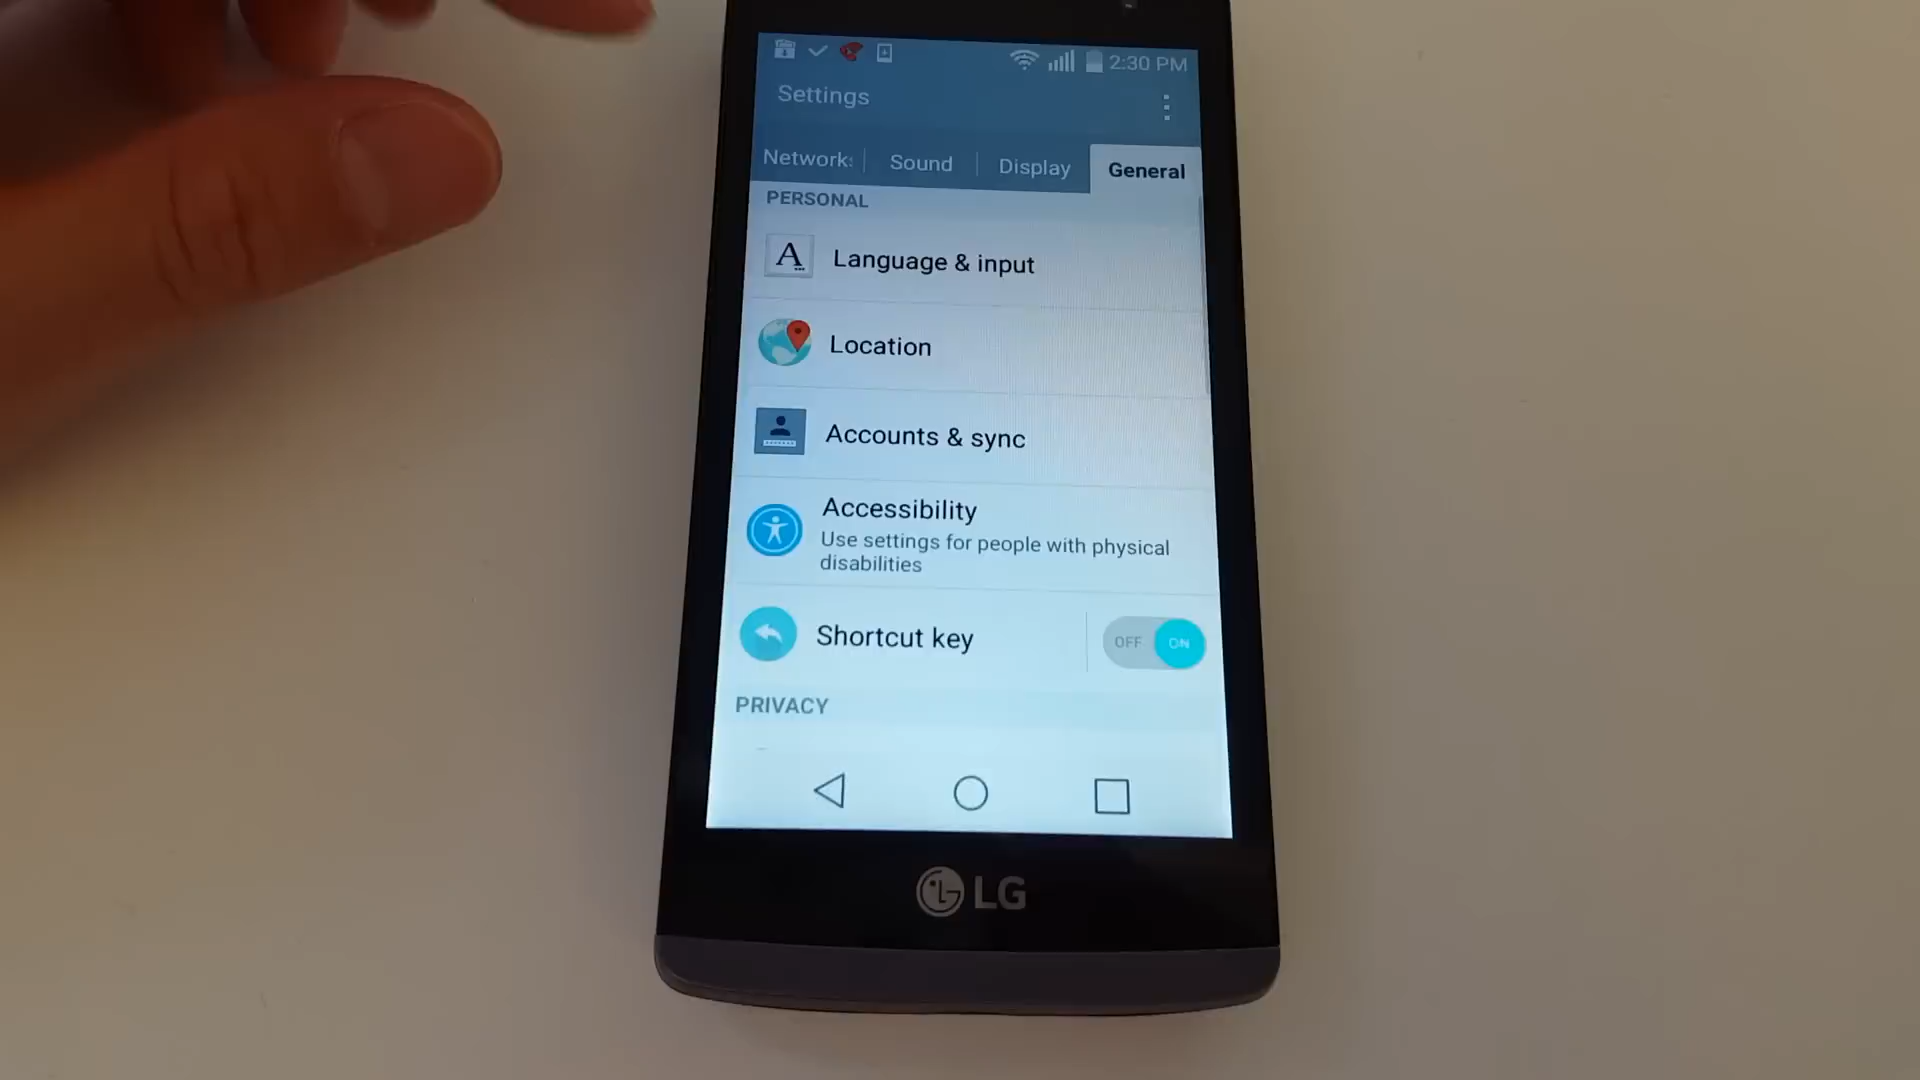 2:30 PM
Settings
Networks Sound Display General
PERSONAL
A
Language & input
Location
Accounts & sync
Accessibility
Use settings for people with physical
disabilities
Shortcut key
OFF ON
PRIVACY
LG